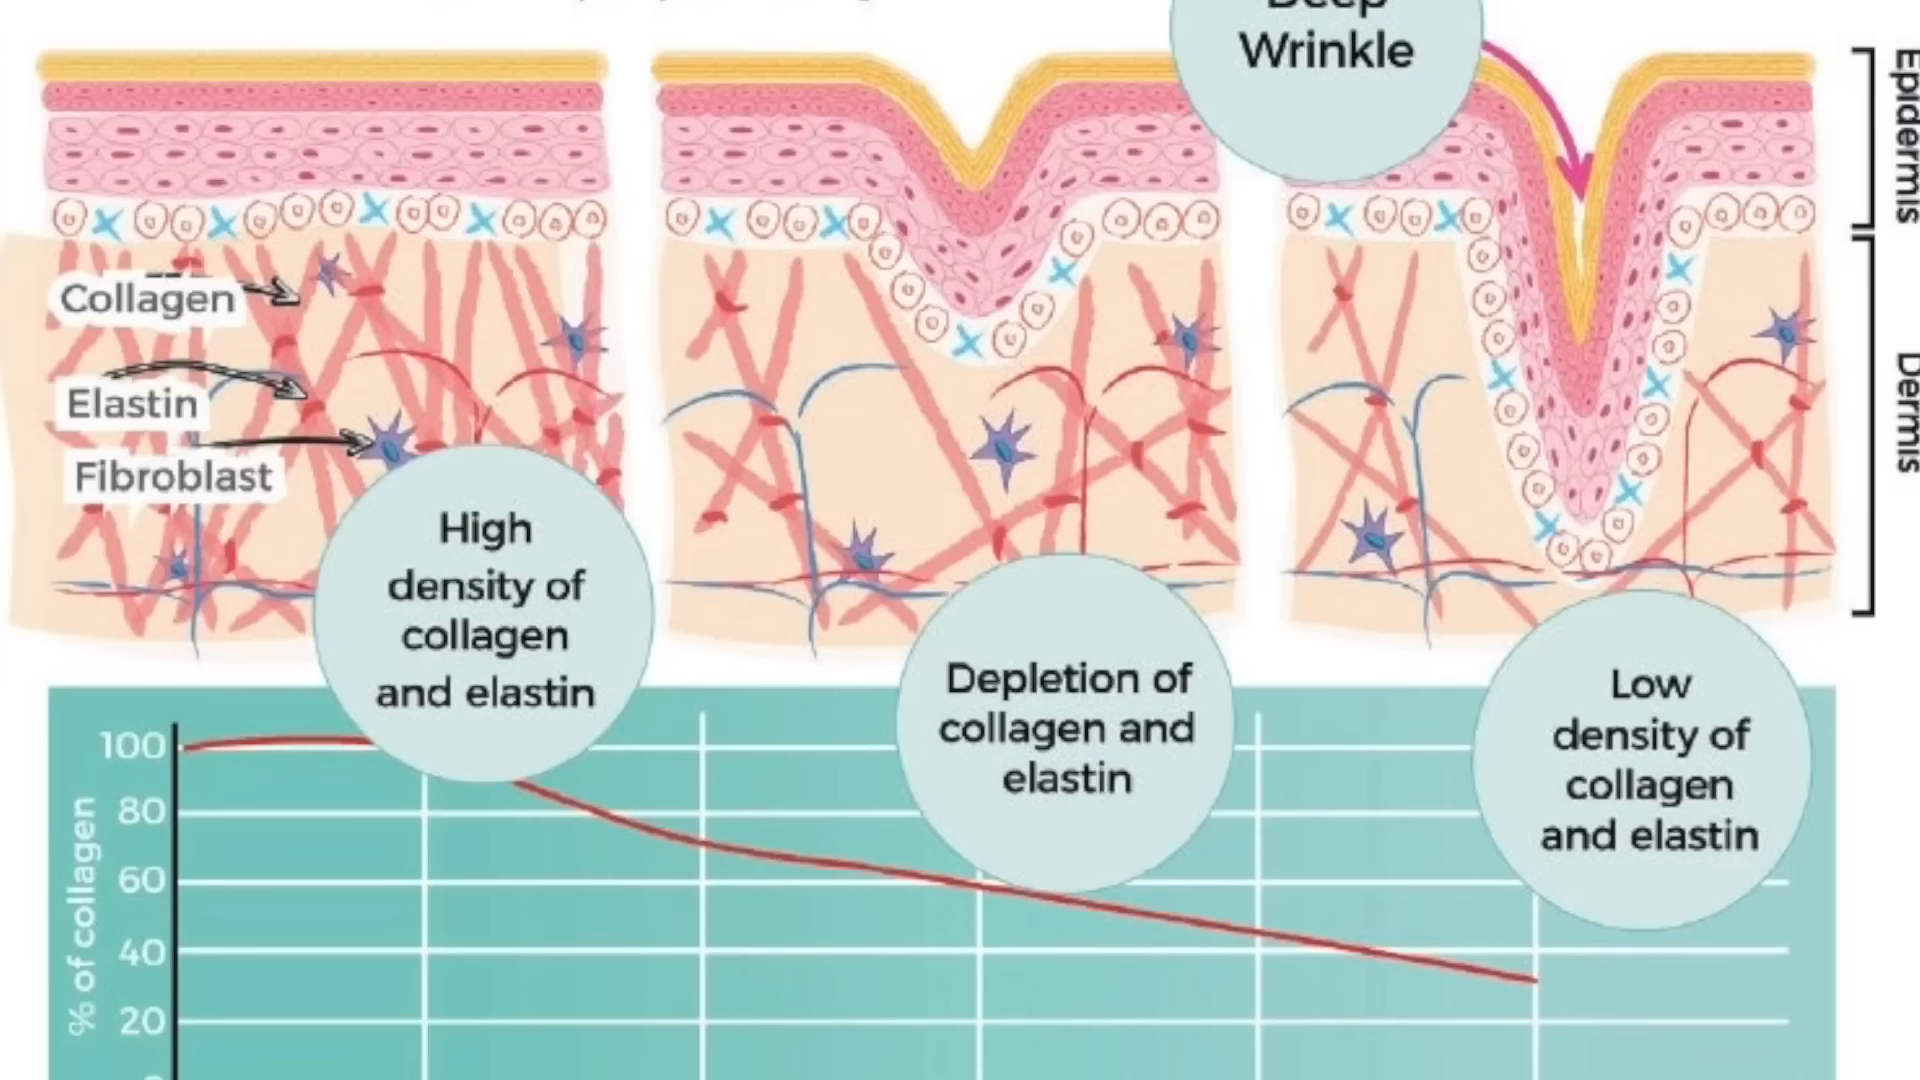 Deep
Wrinkle
Epidermis
Dermis
Collagen
Elastin
Fibroblast
High
density of
collagen
and elastin
Depletion of
collagen and
elastin
Low
density of
collagen
and elastin
% of collagen
100
80
60
40
20